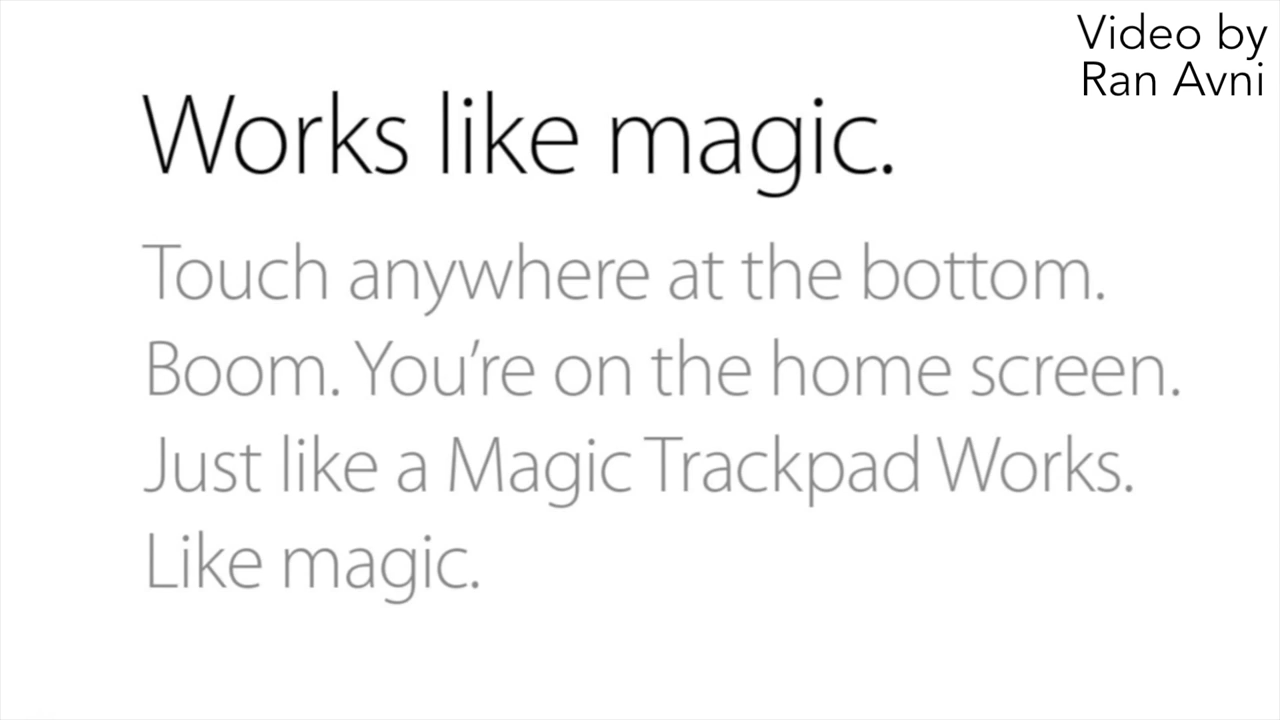 Video by
Ran Avni
Works like magic.
Touch anywhere at the bottom.
Boom. You’re on the home screen.
Just like a Magic Trackpad Works.
Like magic.